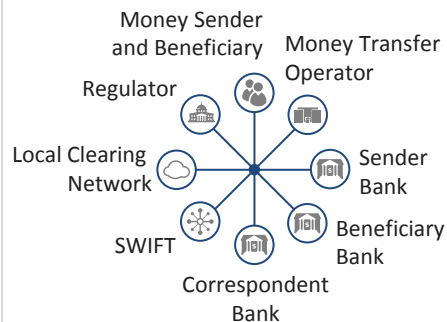 Money Sender
and Beneficiary
Money Transfer
Operator
Regulator
Local Clearing
Network
Sender
Bank
SWIFT
Beneficiary
Bank
Correspondent
Bank